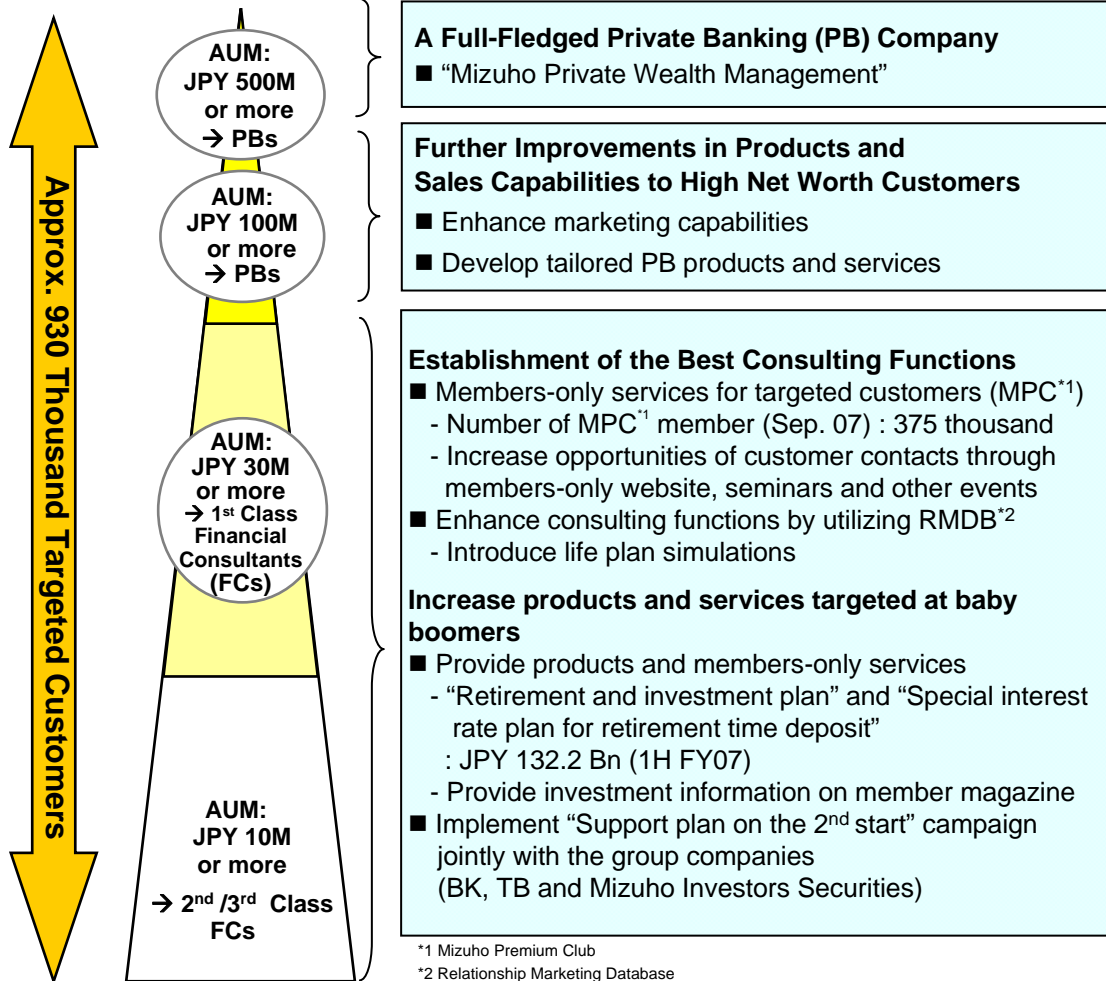 Approx. 930 Thousand Targeted Customers
AUM:
JPY 500M
or more
→ PBs
AUM:
JPY 100M
or more
→ PBs
AUM:
JPY 30M
or more
→ 1st Class
Financial
Consultants
(FCs)
AUM:
JPY 10M
or more
→ 2nd /3rd Class
FCs
A Full-Fledged Private Banking (PB) Company
■ “Mizuho Private Wealth Management”
Further Improvements in Products and
Sales Capabilities to High Net Worth Customers
■ Enhance marketing capabilities
■ Develop tailored PB products and services
Establishment of the Best Consulting Functions
■ Members-only services for targeted customers (MPC*1)
- Number of MPC*1 member (Sep. 07) : 375 thousand
- Increase opportunities of customer contacts through
members-only website, seminars and other events
■ Enhance consulting functions by utilizing RMDB*2
- Introduce life plan simulations
Increase products and services targeted at baby
boomers
■ Provide products and members-only services
- “Retirement and investment plan” and “Special interest
rate plan for retirement time deposit”
: JPY 132.2 Bn (1H FY07)
- Provide investment information on member magazine
■ Implement “Support plan on the 2nd start” campaign
jointly with the group companies
(BK, TB and Mizuho Investors Securities)
*1 Mizuho Premium Club
*2 Relationship Marketing Database